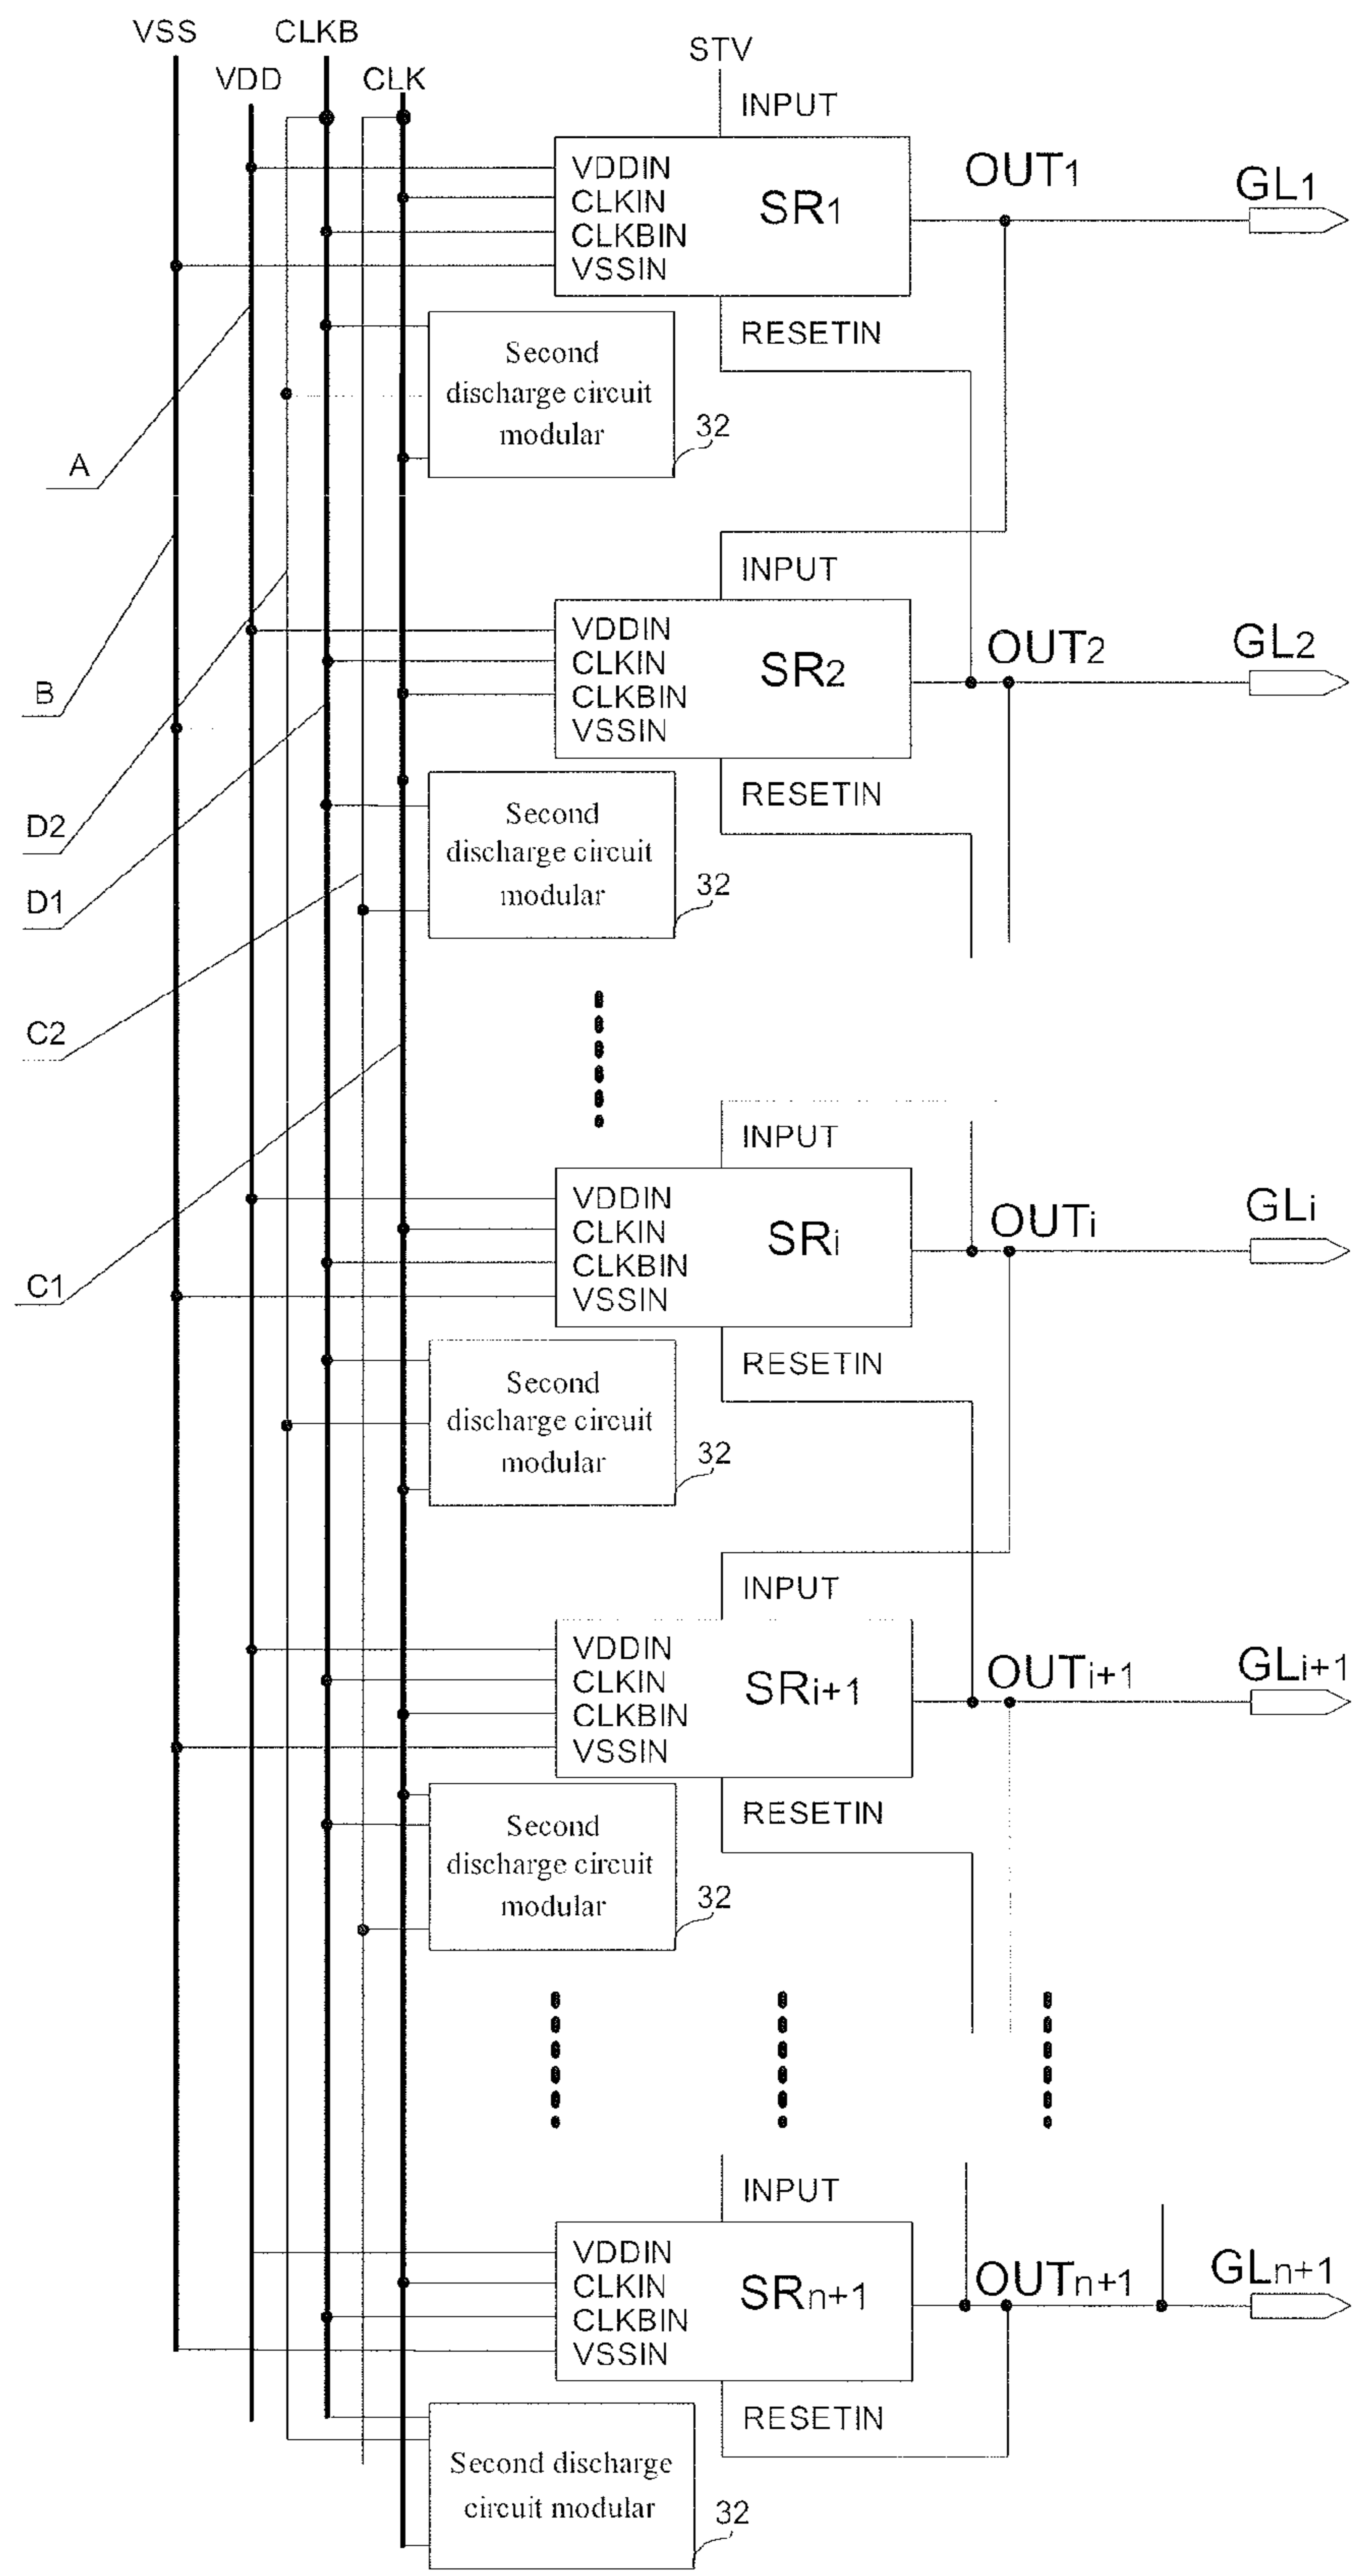 VSS
CLKB
VDD
CLK
STV
INPUT
VDDIN
CLKIN
CLKBIN
VSSIN
SR1
OUT1
GL1
RESETIN
Second
discharge circuit
modular
32
A
INPUT
VDDIN
CLKIN
CLKBIN
VSSIN
SR2
OUT2
GL2
B
RESETIN
Second
discharge circuit
modular
32
D2
D1
C2
INPUT
VDDIN
CLKIN
CLKBIN
VSSIN
SRi
OUTi
GLi
C1
RESETIN
Second
discharge circuit
modular
32
INPUT
VDDIN
CLKIN
CLKBIN
VSSIN
SRi+1
OUTi+1
GLi+1
RESETIN
Second
discharge circuit
modular
32
INPUT
VDDIN
CLKIN
CLKBIN
VSSIN
SRn+1
OUTn+1
GLn+1
RESETIN
Second discharge
circuit modular
32